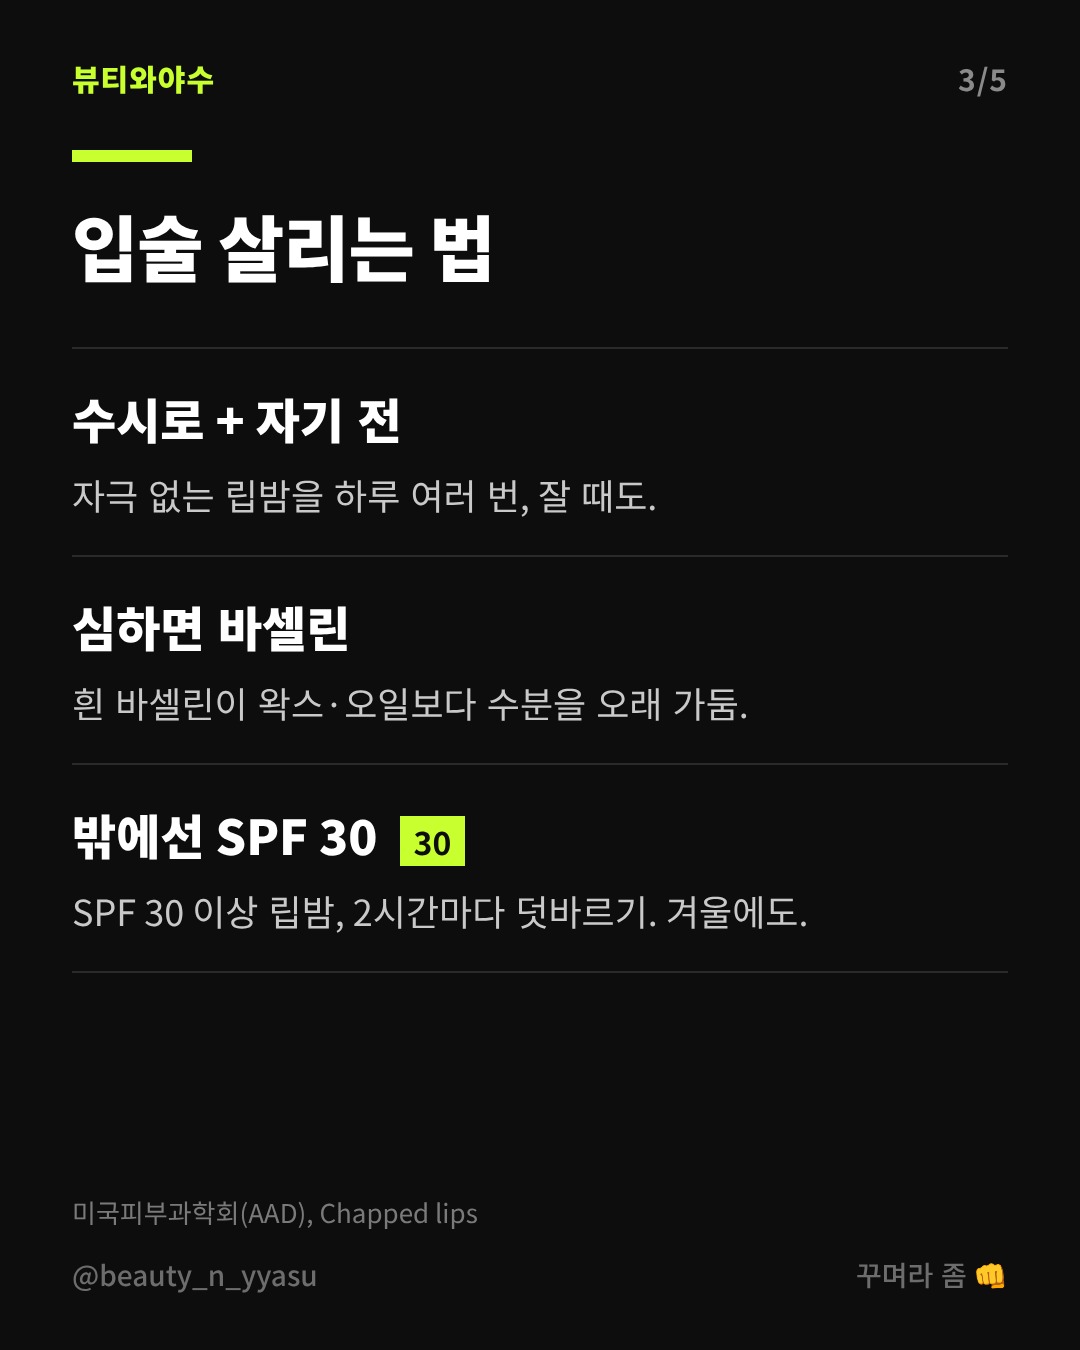 뷰티와야수
3/5
입술 살리는 법
수시로 + 자기 전
자극 없는 립밤을 하루 여러 번, 잘 때도.
심하면 바셀린
흰 바셀린이 왁스·오일보다 수분을 오래 가둠.
밖에선 SPF 30 30
SPF 30 이상 립밤, 2시간마다 덧바르기. 겨울에도.
미국피부과학회(AAD), Chapped lips
@beauty_n_yyasu
꾸며라 좀 👊